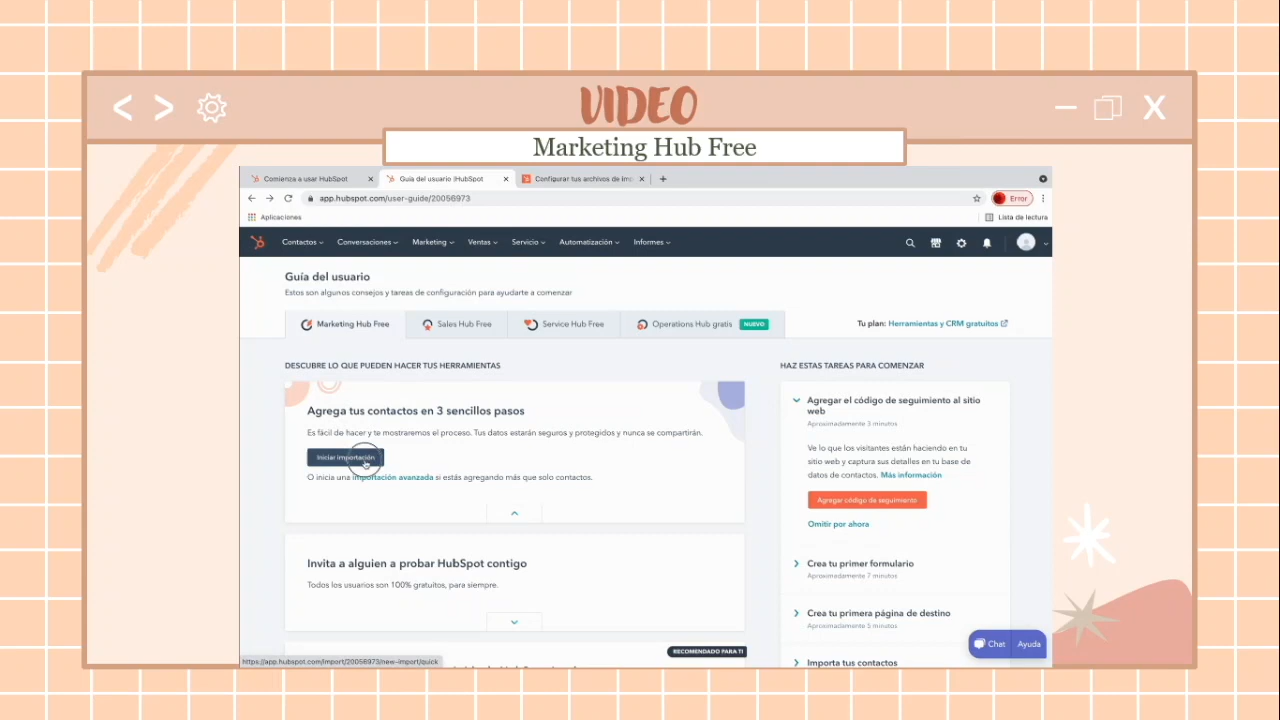 VIDEO
Marketing Hub Free
Comienza a usar HubSpot
Guía del usuario |HubSpot
Configurar tus archivos de im
app.hubspot.com/user-guide/20056973
Error
Aplicaciones
Lista de lectura
Contactos
Conversaciones
Marketing
Ventas
Servicio
Automatización
Informes
Guía del usuario
Estos son algunos consejos y tareas de configuración para ayudarte a comenzar
Marketing Hub Free
Sales Hub Free
Service Hub Free
Operations Hub gratis
NUEVO
Tu plan: Herramientas y CRM gratuitos
DESCUBRE LO QUE PUEDEN HACER TUS HERRAMIENTAS
Agrega tus contactos en 3 sencillos pasos
Es fácil de hacer y te mostraremos el proceso. Tus datos estarán seguros y protegidos y nunca se compartirán.
Iniciar importación
O inicia una importación avanzada si estás agregando más que solo contactos.
Invita a alguien a probar HubSpot contigo
Todos los usuarios son 100% gratuitos, para siempre.
RECOMENDADO PARA TI
https://app.hubspot.com/import/20056973/new-import/quick
HAZ ESTAS TAREAS PARA COMENZAR
Agregar el código de seguimiento al sitio
web
Aproximadamente 3 minutos
Ve lo que los visitantes están haciendo en tu
sitio web y captura sus detalles en tu base
de datos de contactos. Más información
Agregar código de seguimiento
Omitir por ahora
Crea tu primer formulario
Aproximadamente 7 minutos
Crea tu primera página de destino
Aproximadamente 5 minutos
Importa tus contactos
Chat
Ayuda